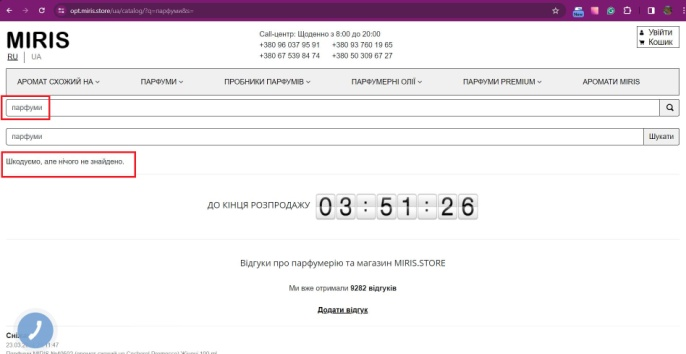 opt.miris.store/ua/catalog/?q=парфуми&s=
MIRIS
RU | UA
Call-центр: Щоденно з 8:00 до 20:00
+380 96 037 95 91 +380 93 760 19 65
+380 67 539 84 74 +380 50 309 67 27
Увійти
Кошик
АРОМАТ СХОЖИЙ НА ПАРФУМИ ПРОБНИКИ ПАРФУМІВ ПАРФУМЕРНІ ОЛІЇ ПАРФУМИ PREMIUM АРОМАТИ MIRIS
парфуми
парфуми Шукати
Шкодуємо, але нічого не знайдено.
ДО КІНЦЯ РОЗПРОДАЖУ 03:51:26
Відгуки про парфумерію та магазин MIRIS.STORE
Ми вже отримали 9282 відгуків
Додати відгук